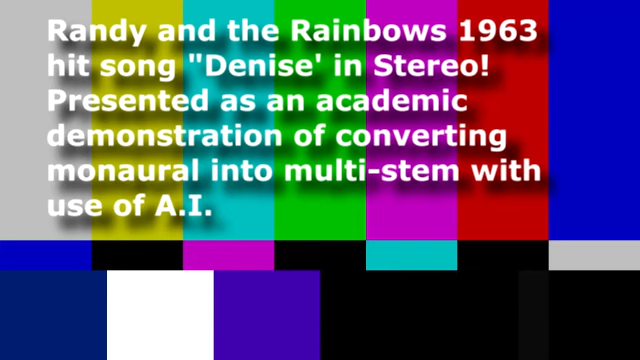 Randy and the Rainbows 1963
hit song "Denise' in Stereo!
Presented as an academic
demonstration of converting
monaural into multi-stem with
use of A.I.